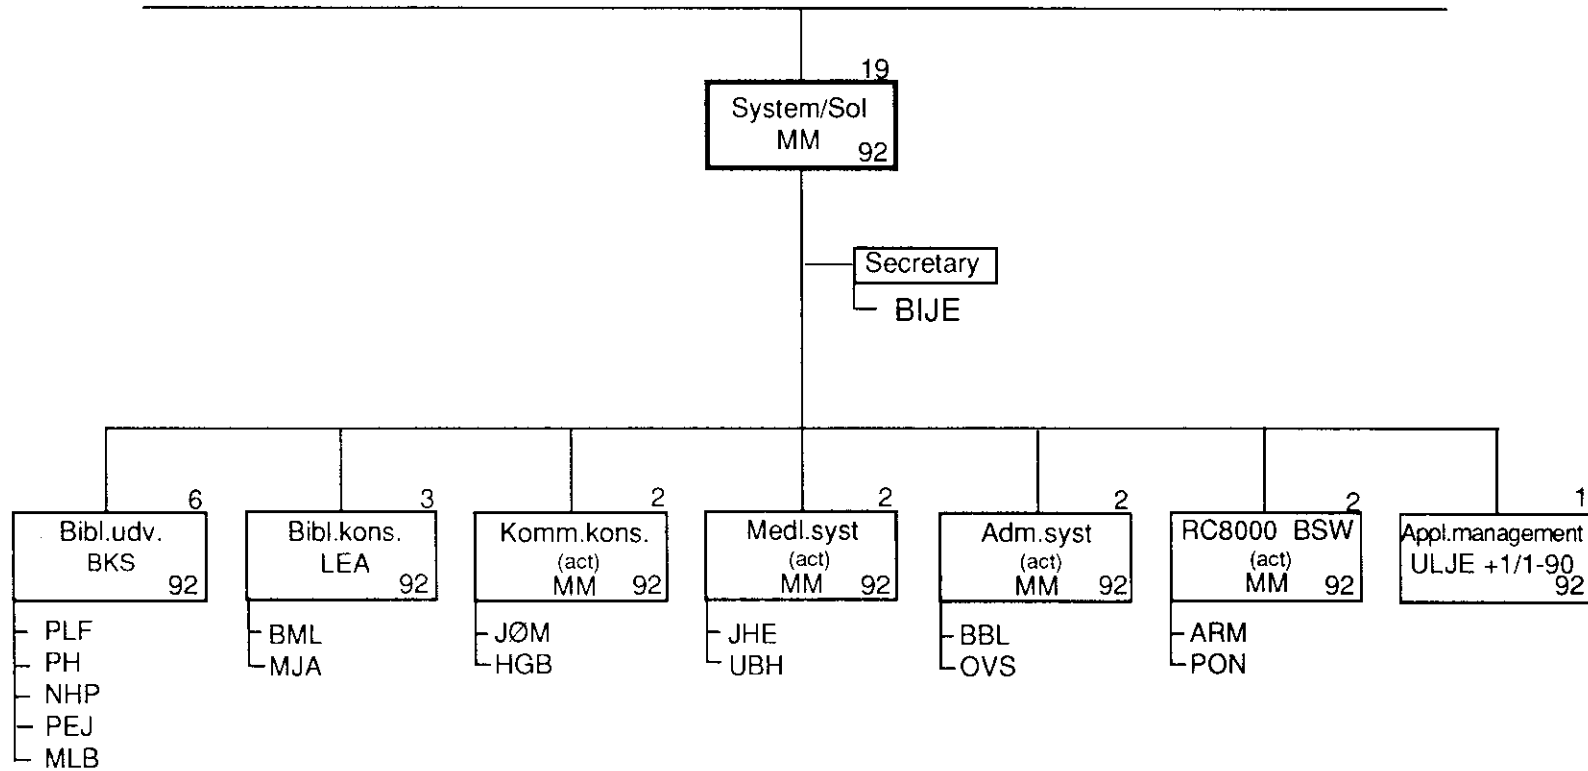 19
System/Sol
MM
92
Secretary
BIJE
6
Bibl.udv.
BKS
92
PLF
PH
NHP
PEJ
MLB
3
Bibl.kons.
LEA
92
BML
MJA
2
Komm.kons.
(act)
MM 92
JØM
HGB
2
Medl.syst
(act)
MM 92
JHE
UBH
2
Adm.syst
(act)
MM 92
BBL
OVS
2
RC8000 BSW
(act)
MM 92
ARM
PON
1
Appl.management
ULJE +1/1-90
92